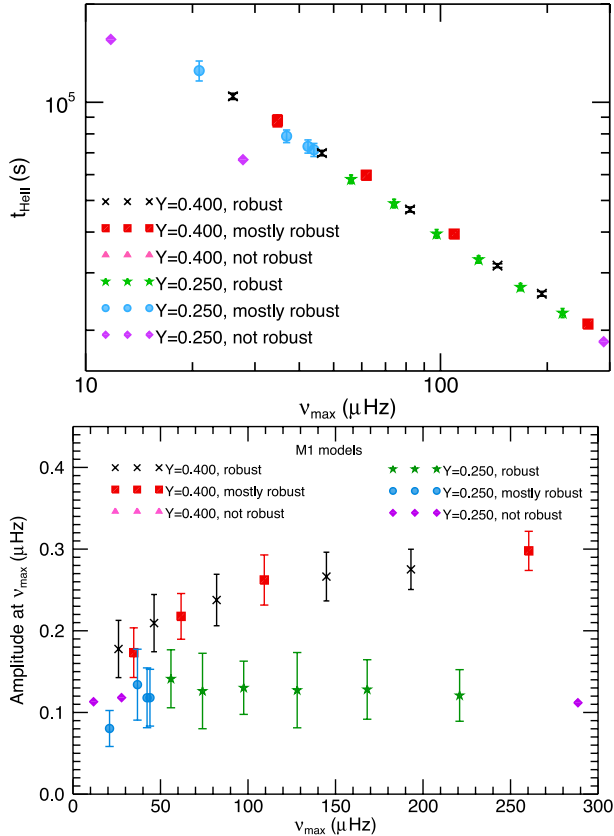 10^5
t_HeII (s)
Y=0.400, robust
Y=0.400, mostly robust
Y=0.400, not robust
Y=0.250, robust
Y=0.250, mostly robust
Y=0.250, not robust
10 100
ν_max (μHz)
M1 models
Y=0.400, robust Y=0.250, robust
Y=0.400, mostly robust Y=0.250, mostly robust
Y=0.400, not robust Y=0.250, not robust
Amplitude at ν_max (μHz)
0.4
0.3
0.2
0.1
0.0
0 50 100 150 200 250 300
ν_max (μHz)